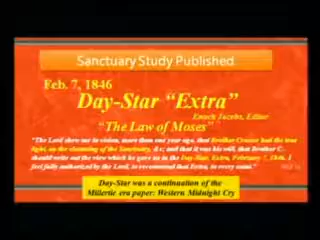 Sanctuary Study Published
Feb. 7, 1846
Day-Star "Extra"
Enoch Jacobs, Editor
"The Law of Moses"
"The Lord shew me in vision, more than one year ago, that Brother Crosier had the true
light, on the cleansing of the Sanctuary, &c; and that it was his will, that Brother C.
should write out the view which he gave us in the Day-Star, Extra, February 7, 1846. I
feel fully authorized by the Lord, to recommend that Extra, to every saint."
Day-Star was a continuation of the
Millerite era paper: Western Midnight Cry